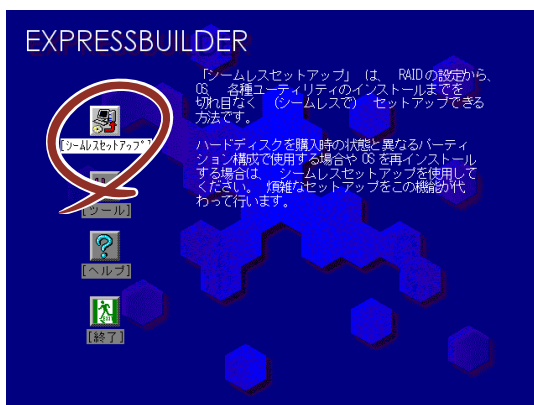 EXPRESSBUILDER
「シームレスセットアップ」 は、 RAIDの設定から、
OS、 各種ユーティリティのインストールまでを
切れ目なく （シームレスで） セットアップできる
方法です。
ハードディスクを購入時の状態と異なるパーティ
ション構成で使用する場合や OSを再インストール
する場合は、 シームレスセットアップを使用して
ください。 煩雑なセットアップをこの機能が代
わって行います。
[シームレスセットアップ]
[ツール]
[ヘルプ]
[終了]